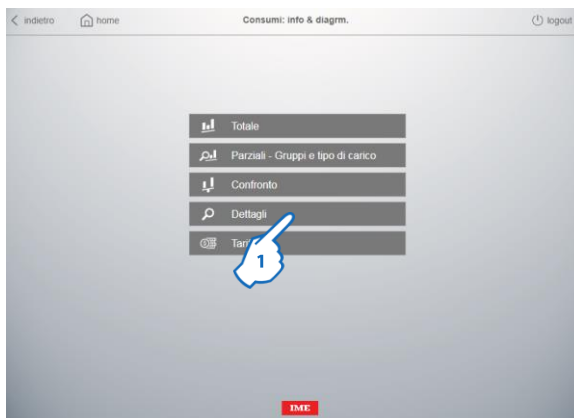 indietro home Consumi: info & diagrm. logout
Totale
Parziali - Gruppi e tipo di carico
Confronto
Dettagli
1
IME